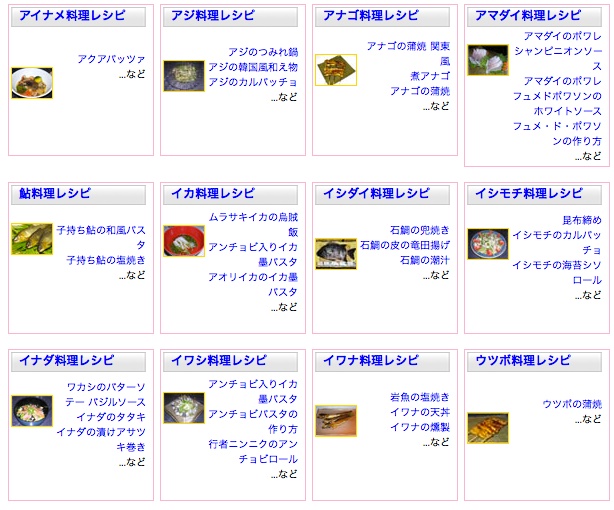 アイナメ料理レシピ
アクアパッツァ
...など
アジ料理レシピ
アジのつみれ鍋
アジの韓国風和え物
アジのカルパッチョ
...など
アナゴ料理レシピ
アナゴの蒲焼 関東
風
煮アナゴ
アナゴの蒲焼
...など
アマダイ料理レシピ
アマダイのポワレ
シャンピニオンソー
ス
アマダイのポワレ
フュメドポワソンの
ホワイトソース
フュメ・ド・ポワソ
ンの作り方
...など
鮎料理レシピ
子持ち鮎の和風パス
タ
子持ち鮎の塩焼き
...など
イカ料理レシピ
ムラサキイカの烏賊
飯
アンチョビ入りイカ
墨パスタ
アオリイカのイカ墨
パスタ
...など
イシダイ料理レシピ
石鯛の兜焼き
石鯛の皮の竜田揚げ
石鯛の潮汁
...など
イシモチ料理レシピ
昆布締め
イシモチのカルパッ
チョ
イシモチの海苔シソ
ロール
...など
イナダ料理レシピ
ワカシのバターソ
テー バジルソース
イナダのタタキ
イナダの漬けアサツ
キ巻き
...など
イワシ料理レシピ
アンチョビ入りイカ
墨パスタ
アンチョビパスタの
作り方
行者ニンニクのアン
チョビロール
...など
イワナ料理レシピ
岩魚の塩焼き
イワナの天丼
イワナの燻製
...など
ウツボ料理レシピ
ウツボの蒲焼
...など